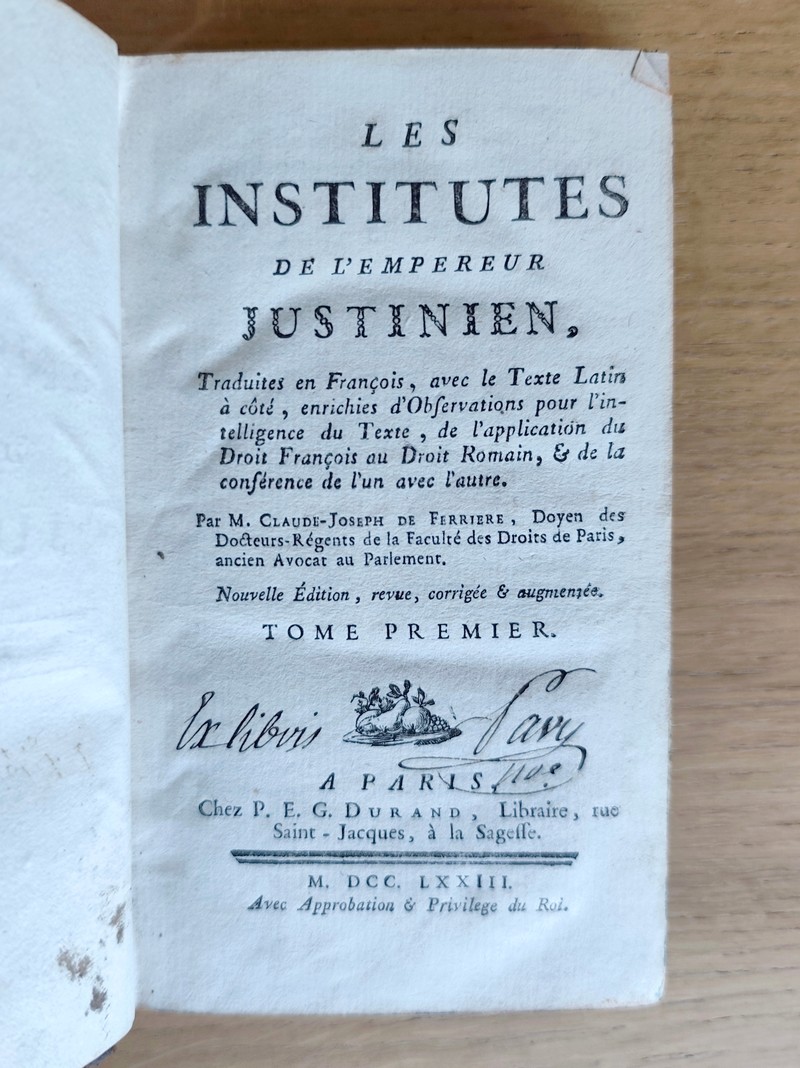 LES
INSTITUTES
DE L'EMPEREUR
JUSTINIEN,
Traduites en François, avec le Texte Latin
à côté, enrichies d'Obſervations pour l'in-
telligence du Texte, de l'application du
Droit François au Droit Romain, & de la
conférence de l'un avec l'autre.
Par M. CLAUDE-JOSEPH DE FERRIERE, Doyen des
Docteurs-Régents de la Faculté des Droits de Paris,
ancien Avocat au Parlement.
Nouvelle Édition, revue, corrigée & augmentée.
TOME PREMIER.
Ex libris Pavy
A PARIS,
Chez P. E. G. DURAND, Libraire, rue
Saint-Jacques, à la Sageſſe.
M. DCC. LXXIII.
Avec Approbation & Privilege du Roi.